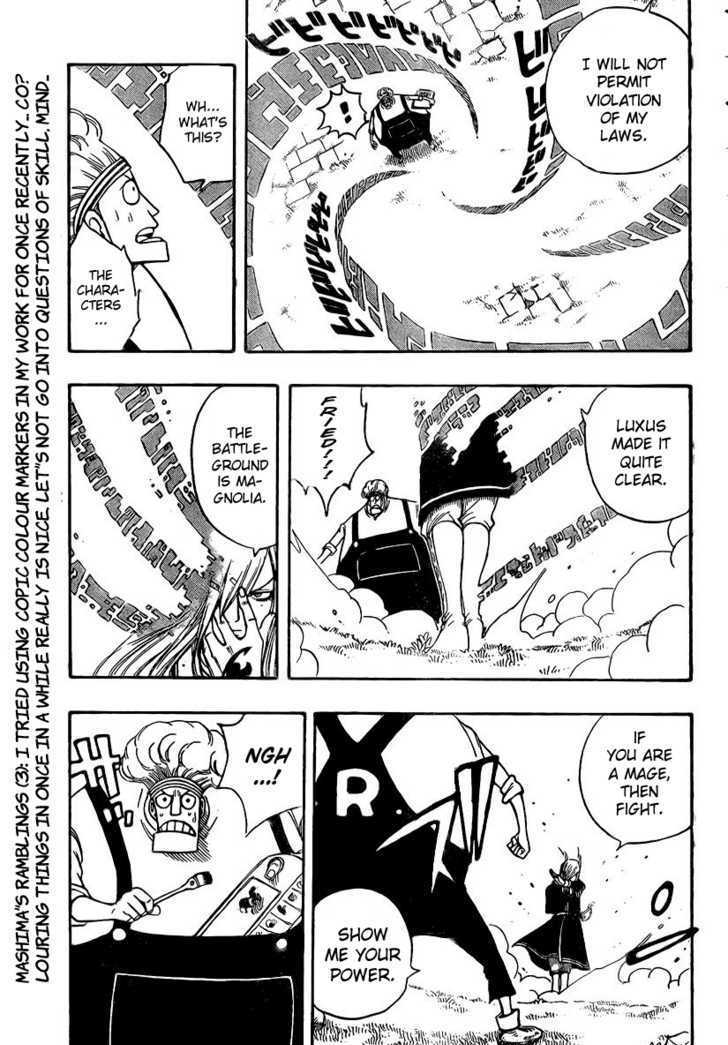 I WILL NOT
PERMIT
VIOLATION
OF MY
LAWS.
!
WH...
WHAT'S
THIS?
THE
CHARA-
CTERS
...
LUXUS
MADE IT
QUITE
CLEAR.
FRIED!!!
THE
BATTLE-
GROUND
IS MA-
GNOLIA.
IF
YOU ARE
A MAGE,
THEN
FIGHT.
R
SHOW
ME YOUR
POWER.
NGH
...!
MASHIMA"S RAMBLINGS (3): I TRIED USING COPIC COLOUR MARKERS IN MY WORK FOR ONCE RECENTLY... CO?
LOURING THINGS IN ONCE IN A WHILE REALLY IS NICE. LET"S NOT GO INTO QUESTIONS OF SKILL, MIND...